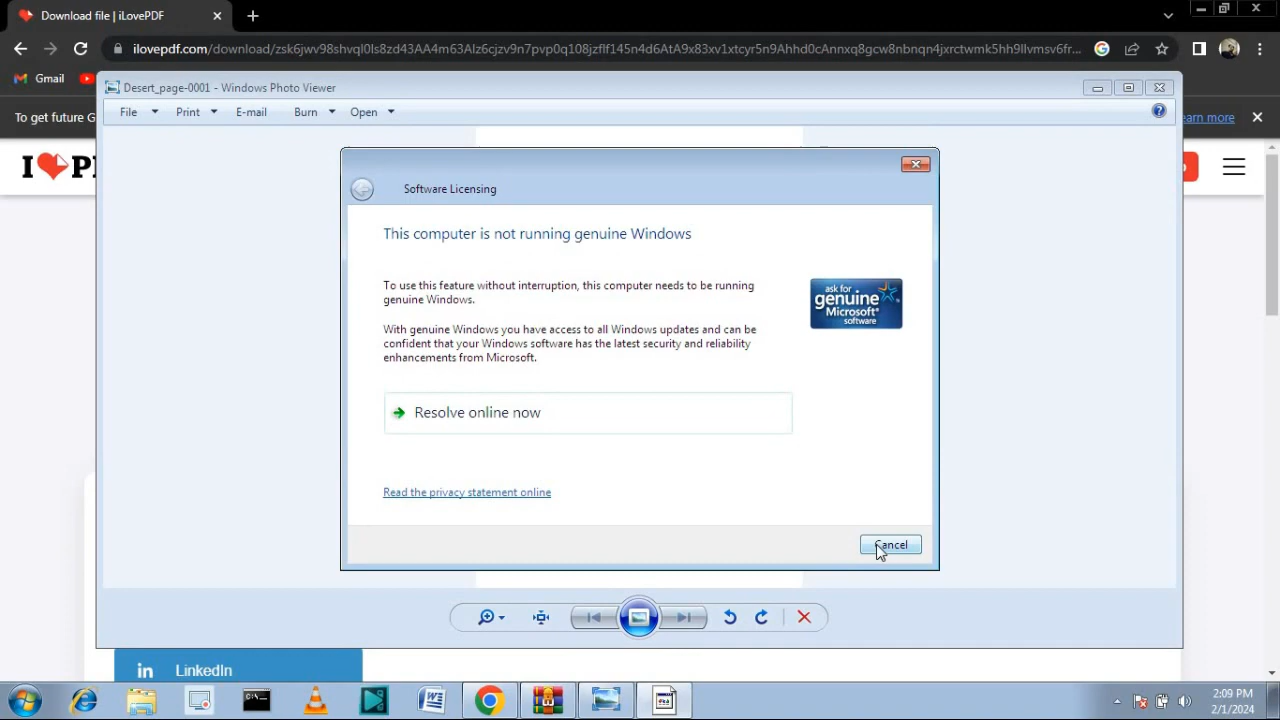 Download file | iLovePDF
ilovepdf.com/download/zsk6jwv98shvql0ls8zd43AA4m63Alz6cjzv9n7pvp0q108jzflf145n4d6AtA9x83xv1xtcyr5n9Ahhd0cAnnxq8gcw8nbnqn4jxrctwmk5hh9llvmsv6fr...
Gmail
Desert_page-0001 - Windows Photo Viewer
To get future G
earn more
File Print E-mail Burn Open
I P
Software Licensing
This computer is not running genuine Windows
To use this feature without interruption, this computer needs to be running
genuine Windows.
ask for
genuine
Microsoft®
software
With genuine Windows you have access to all Windows updates and can be
confident that your Windows software has the latest security and reliability
enhancements from Microsoft.
Resolve online now
Read the privacy statement online
Cancel
in LinkedIn
2:09 PM
2/1/2024